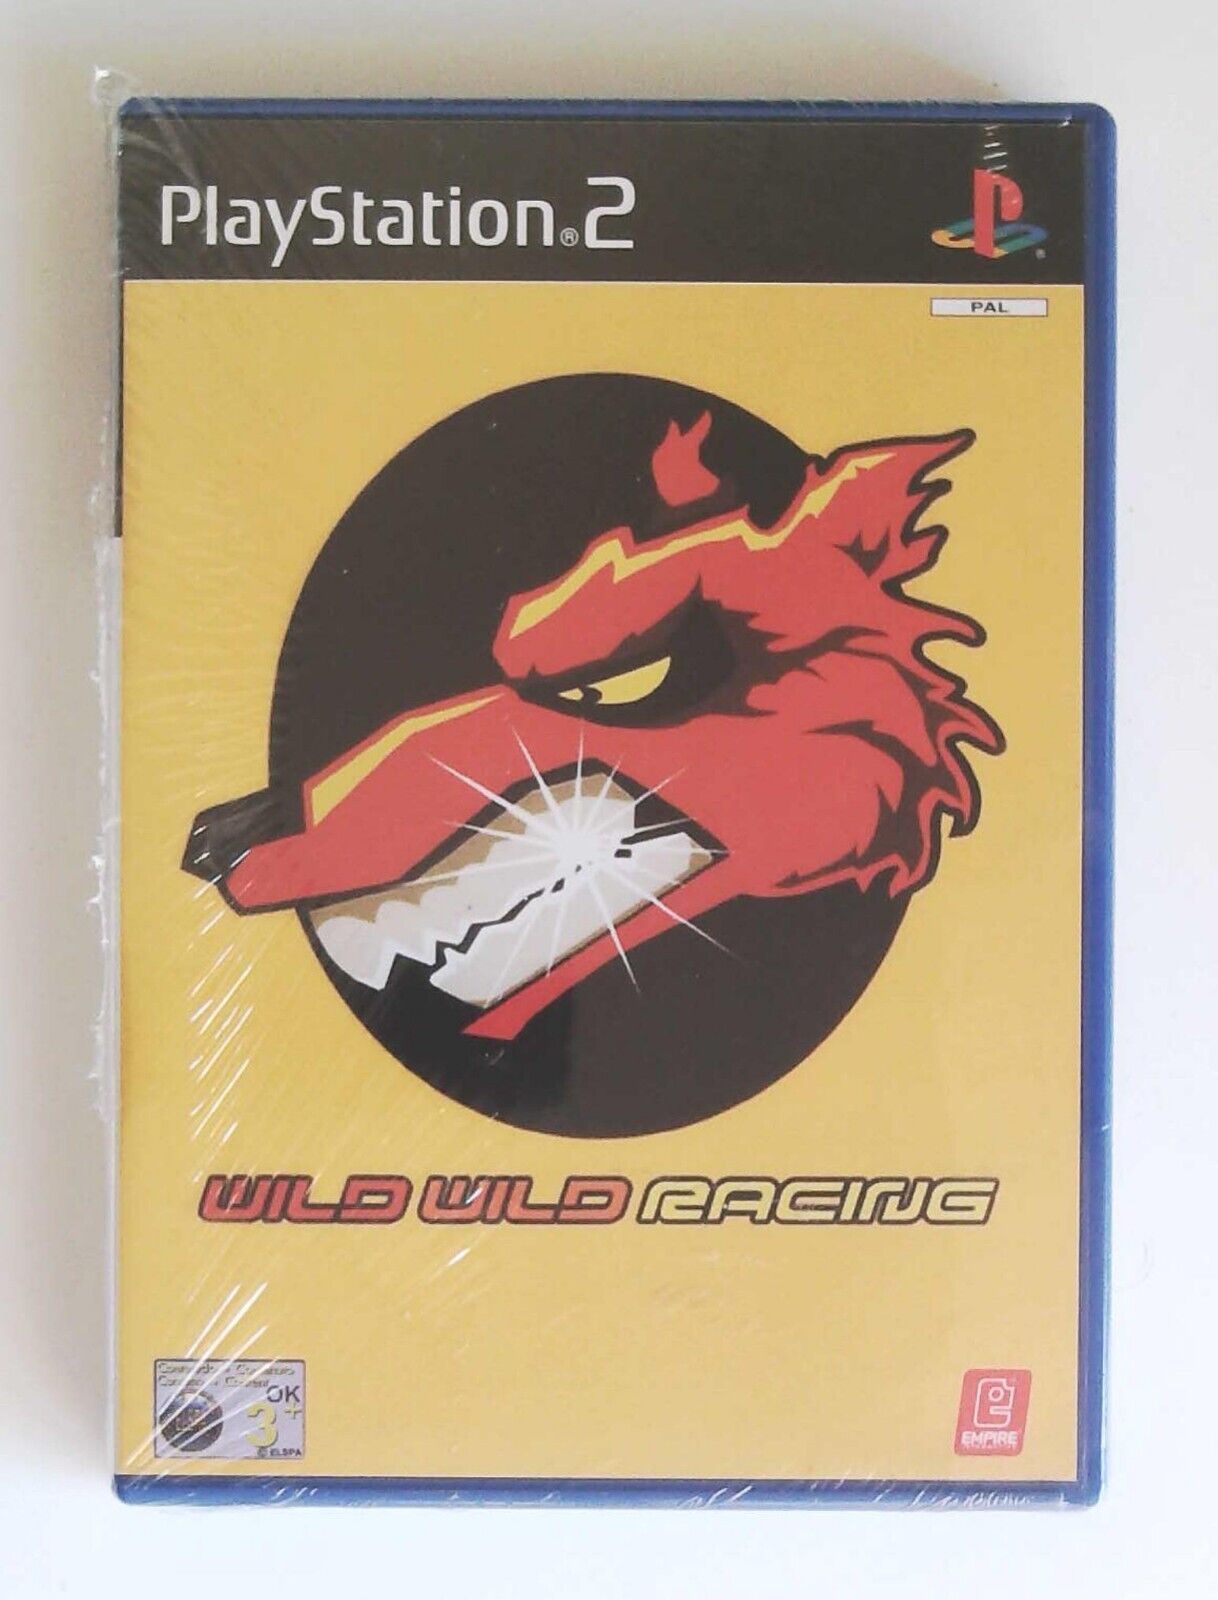 PlayStation®2
PAL
WILD WILD RACING
OK
3+
© ELSPA
EMPIRE